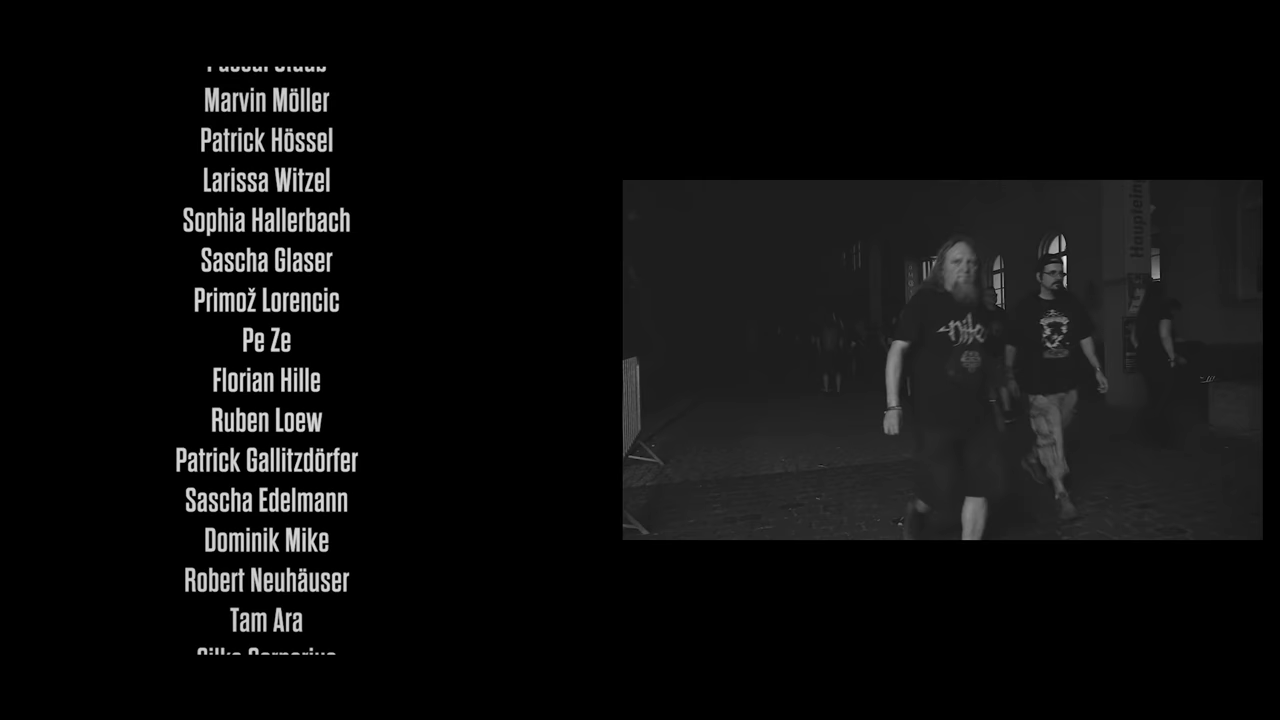 Marvin Möller
Patrick Hössel
Larissa Witzel
Sophia Hallerbach
Sascha Glaser
Primož Lorencic
Pe Ze
Florian Hille
Ruben Loew
Patrick Gallitzdörfer
Sascha Edelmann
Dominik Mike
Robert Neuhäuser
Tam Ara
nile